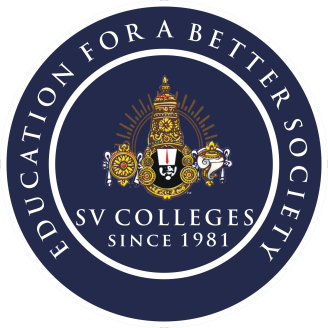 EDUCATION FOR A BETTER SOCIETY
SV COLLEGES
SINCE 1981